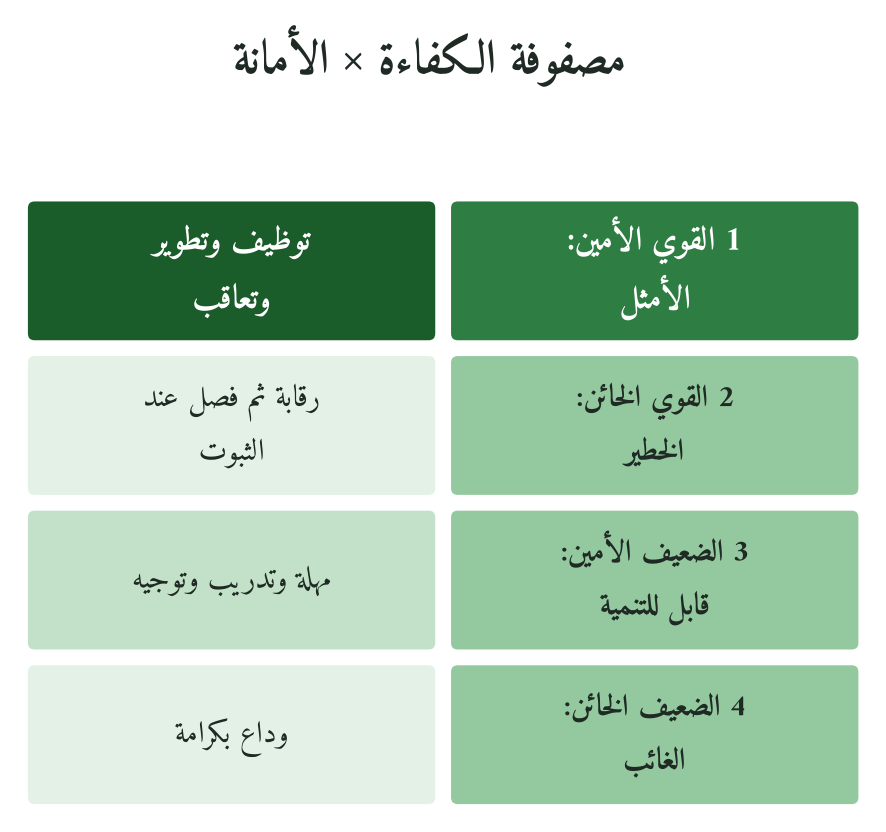 مصفوفة الكفاءة × الأمانة
1 القوي الأمين:
الأمثل
توظيف وتطوير
وتعاقب
2 القوي الخائن:
الخطير
رقابة ثم فصل عند
الثبوت
3 الضعيف الأمين:
قابل للتنمية
مهلة وتدريب وتوجيه
4 الضعيف الخائن:
الغائب
وداع بكرامة